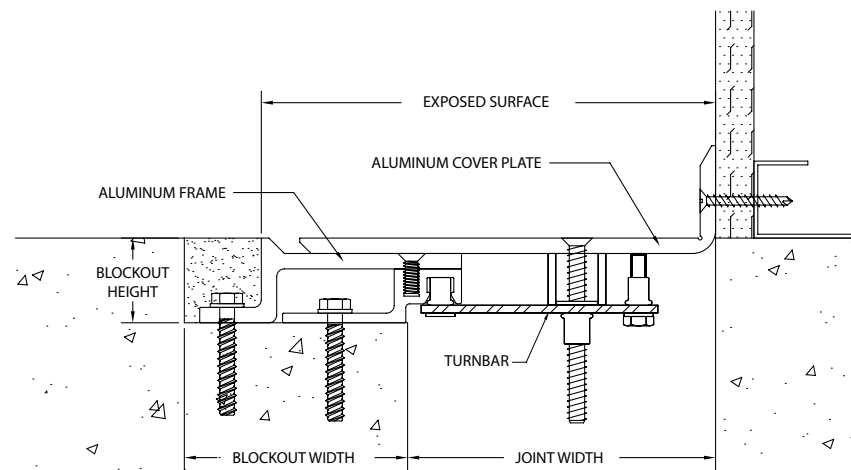 EXPOSED SURFACE
ALUMINUM COVER PLATE
ALUMINUM FRAME
BLOCKOUT
HEIGHT
TURNBAR
BLOCKOUT WIDTH
JOINT WIDTH